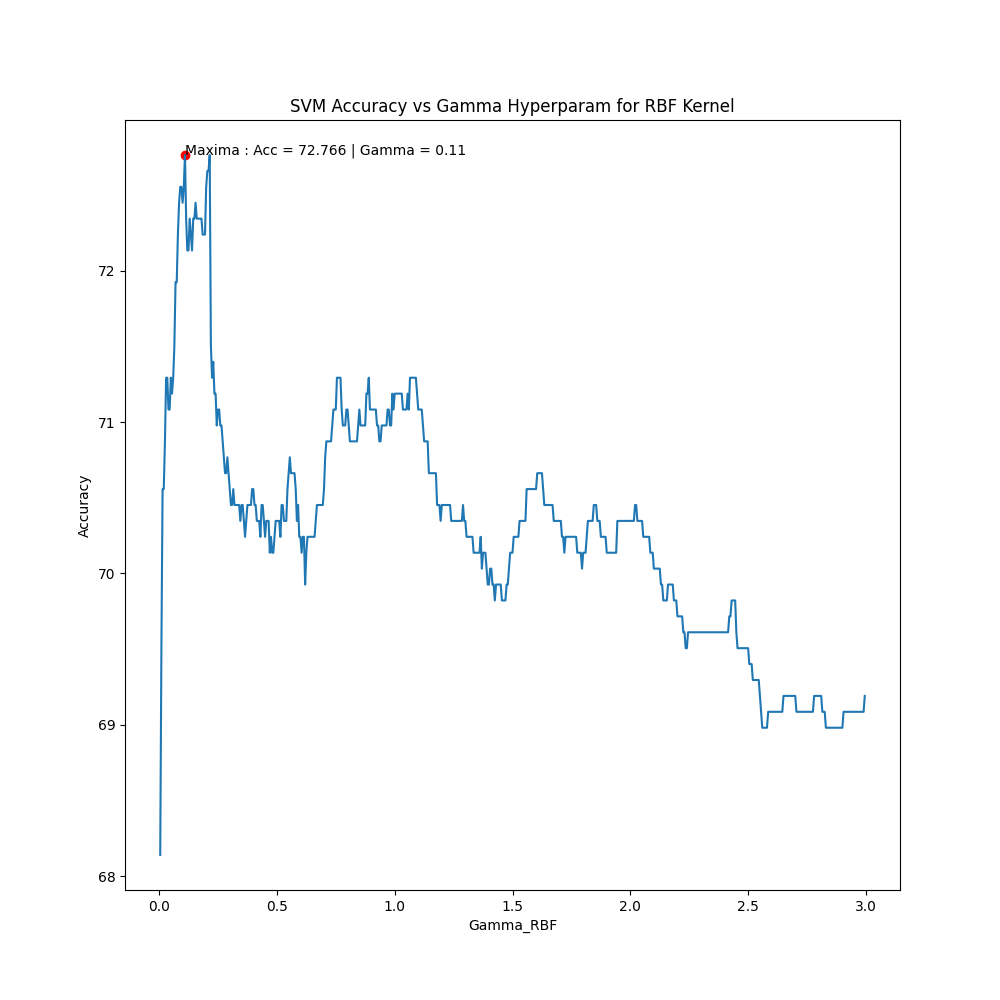 SVM Accuracy vs Gamma Hyperparam for RBF Kernel
Maxima : Acc = 72.766 | Gamma = 0.11
72
71
70
69
68
Accuracy
0.0 0.5 1.0 1.5 2.0 2.5 3.0
Gamma_RBF